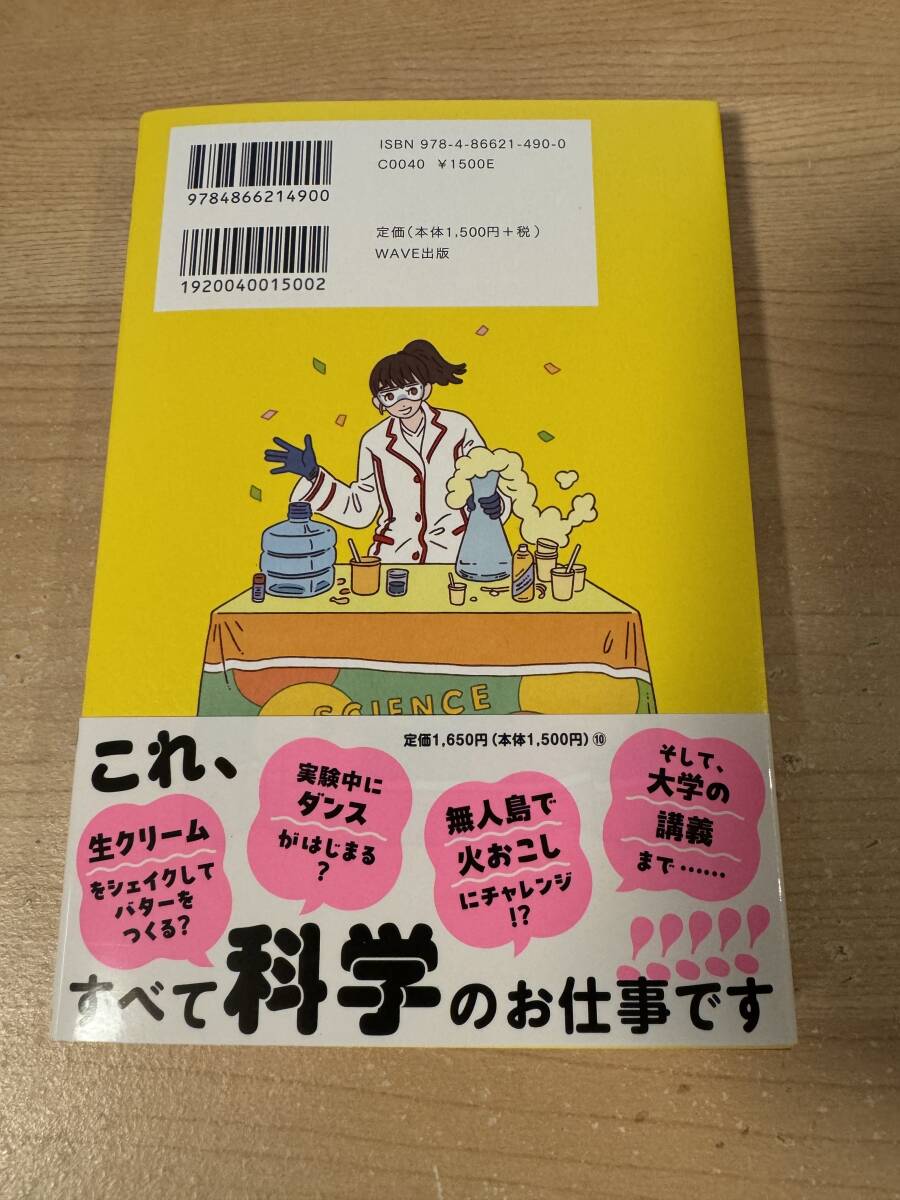 ISBN 978-4-86621-490-0
C0040 ¥1500E
9784866214900
定価(本体1,500円+税)
WAVE出版
1920040015002
SCIENCE
定価1,650円(本体1,500円)⑩
これ、
生クリーム
をシェイクして
バターを
つくる?
実験中に
ダンス
がはじまる
?
無人島で
火おこし
にチャレンジ
!?
そして、
大学の
講義
まで……
!!!!!
すべて科学のお仕事です